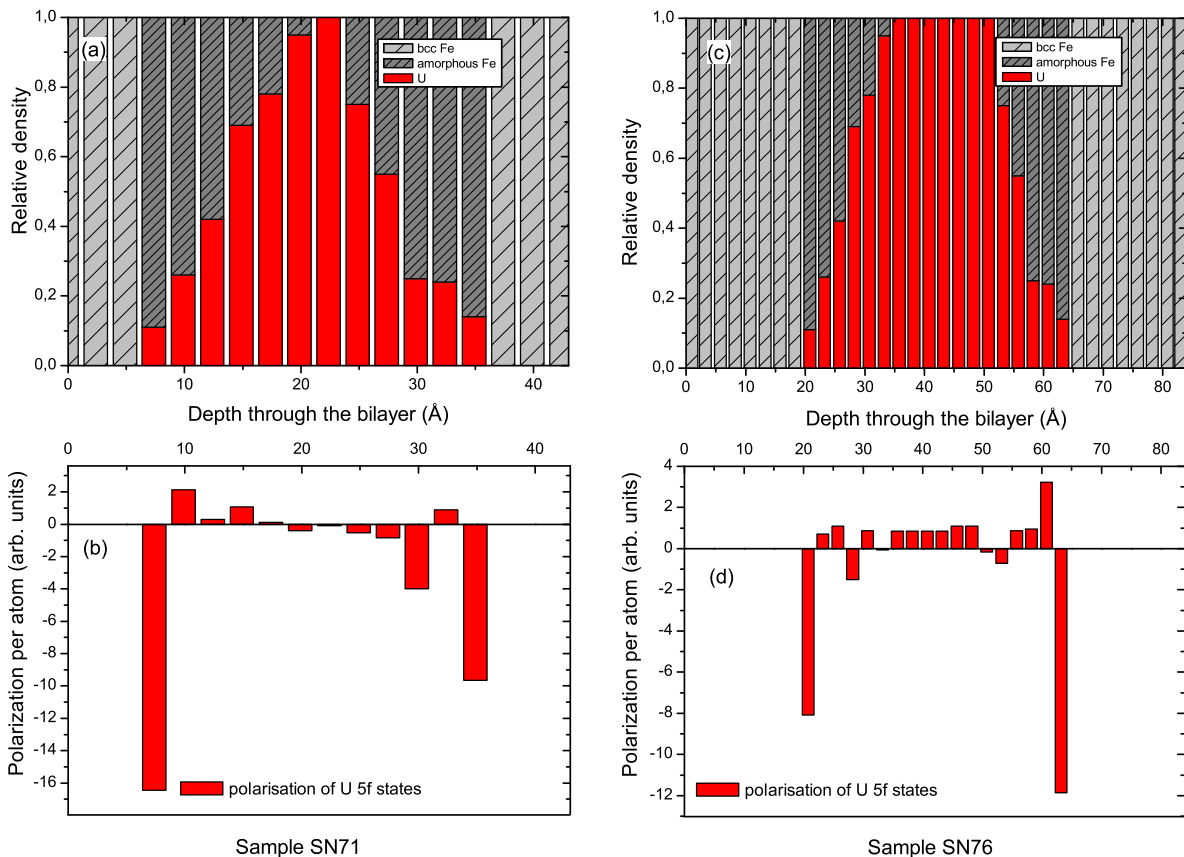 (a)
bcc Fe
amorphous Fe
U
1,0
0,8
0,6
0,4
0,2
0,0
Relative density
0 10 20 30 40
Depth through the bilayer (Å)
(c)
bcc Fe
amorphous Fe
U
1,0
0,8
0,6
0,4
0,2
0,0
Relative density
0 10 20 30 40 50 60 70 80
Depth through the bilayer (Å)
0 10 20 30 40
2
0
-2
-4
-6
-8
-10
-12
-14
-16
Polarization per atom (arb. units)
(b)
polarisation of U 5f states
Sample SN71
0 10 20 30 40 50 60 70 80
4
2
0
-2
-4
-6
-8
-10
-12
Polarization per atom (arb. units)
(d)
polarisation of U 5f states
Sample SN76